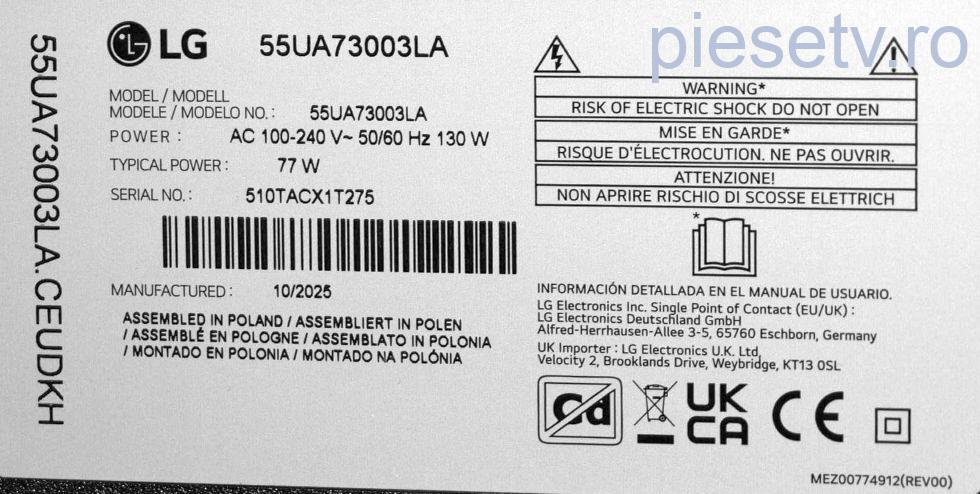 LG 55UA73003LA
MODEL / MODELL
MODELE / MODELO NO. : 55UA73003LA
POWER : AC 100-240 V~ 50/60 Hz 130 W
TYPICAL POWER : 77 W
SERIAL NO. : 510TACX1T275
MANUFACTURED : 10/2025
ASSEMBLED IN POLAND / ASSEMBLIERT IN POLEN
/ ASSEMBLÉ EN POLOGNE / ASSEMBLATO IN POLONIA
/ MONTADO EN POLONIA / MONTADO NA POLÓNIA
55UA73003LA.CEUDKH
piesetv.ro
WARNING*
RISK OF ELECTRIC SHOCK DO NOT OPEN
MISE EN GARDE*
RISQUE D'ÉLECTROCUTION. NE PAS OUVRIR.
ATTENZIONE!
NON APRIRE RISCHIO DI SCOSSE ELETTRICH
*
INFORMACIÓN DETALLADA EN EL MANUAL DE USUARIO.
LG Electronics Inc. Single Point of Contact (EU/UK) :
LG Electronics Deutschland GmbH
Alfred-Herrhausen-Allee 3-5, 65760 Eschborn, Germany
UK Importer : LG Electronics U.K. Ltd,
Velocity 2, Brooklands Drive, Weybridge, KT13 0SL
Cd
UK
CA
CE
MEZ00774912(REV00)
piesetv.ro